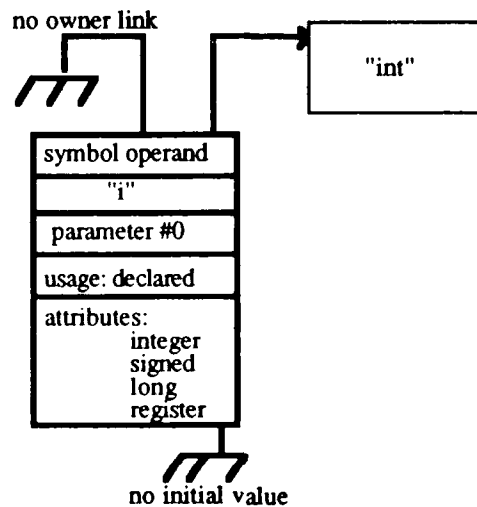 no owner link
"int"
symbol operand
"i"
parameter #0
usage: declared
attributes:
integer
signed
long
register
no initial value